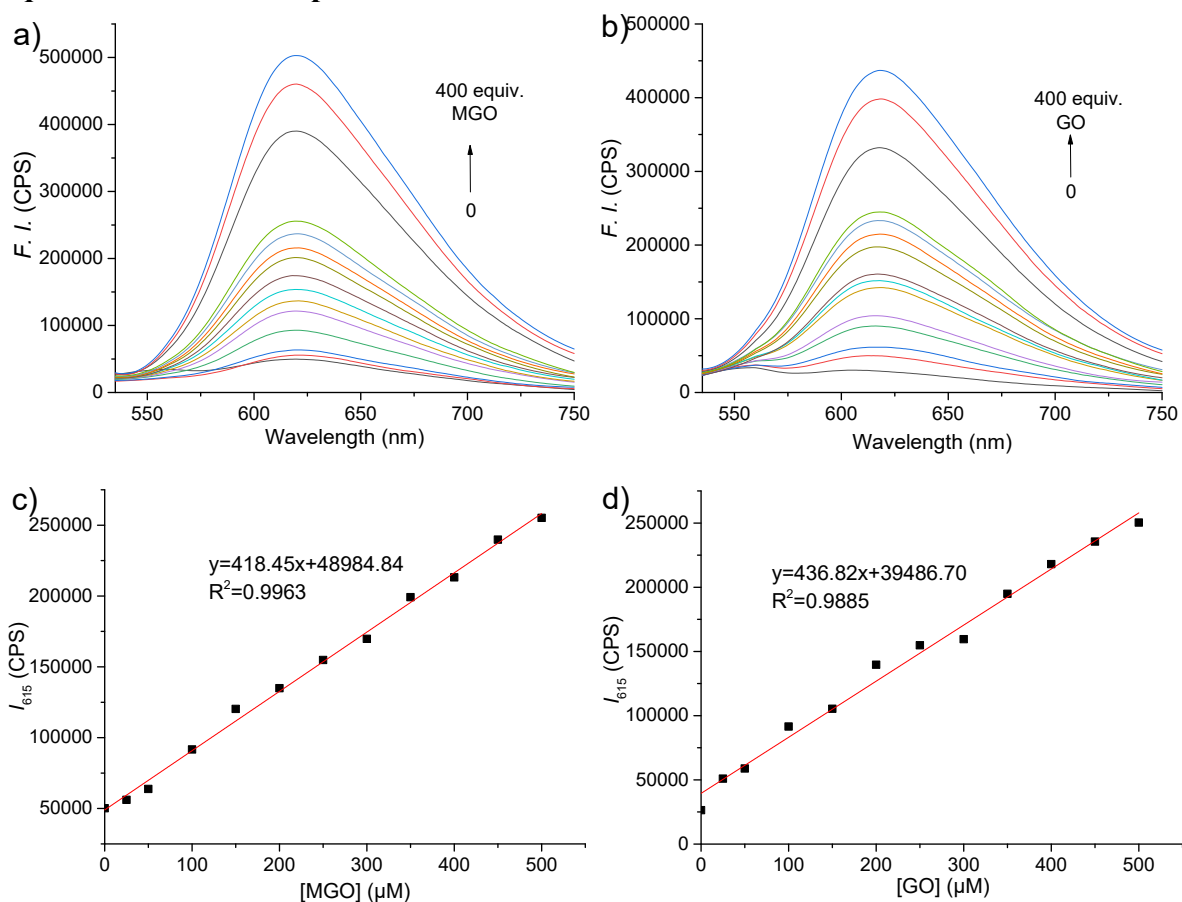 a)
500000
400000
300000
200000
100000
0
F. I. (CPS)
400 equiv.
MGO
0
550 600 650 700 750
Wavelength (nm)
b)
500000
400000
300000
200000
100000
0
F. I. (CPS)
400 equiv.
GO
0
550 600 650 700 750
Wavelength (nm)
c)
250000
200000
150000
100000
50000
I615 (CPS)
y=418.45x+48984.84
R²=0.9963
0 100 200 300 400 500
[MGO] (µM)
d)
250000
200000
150000
100000
50000
0
I615 (CPS)
y=436.82x+39486.70
R²=0.9885
0 100 200 300 400 500
[GO] (µM)